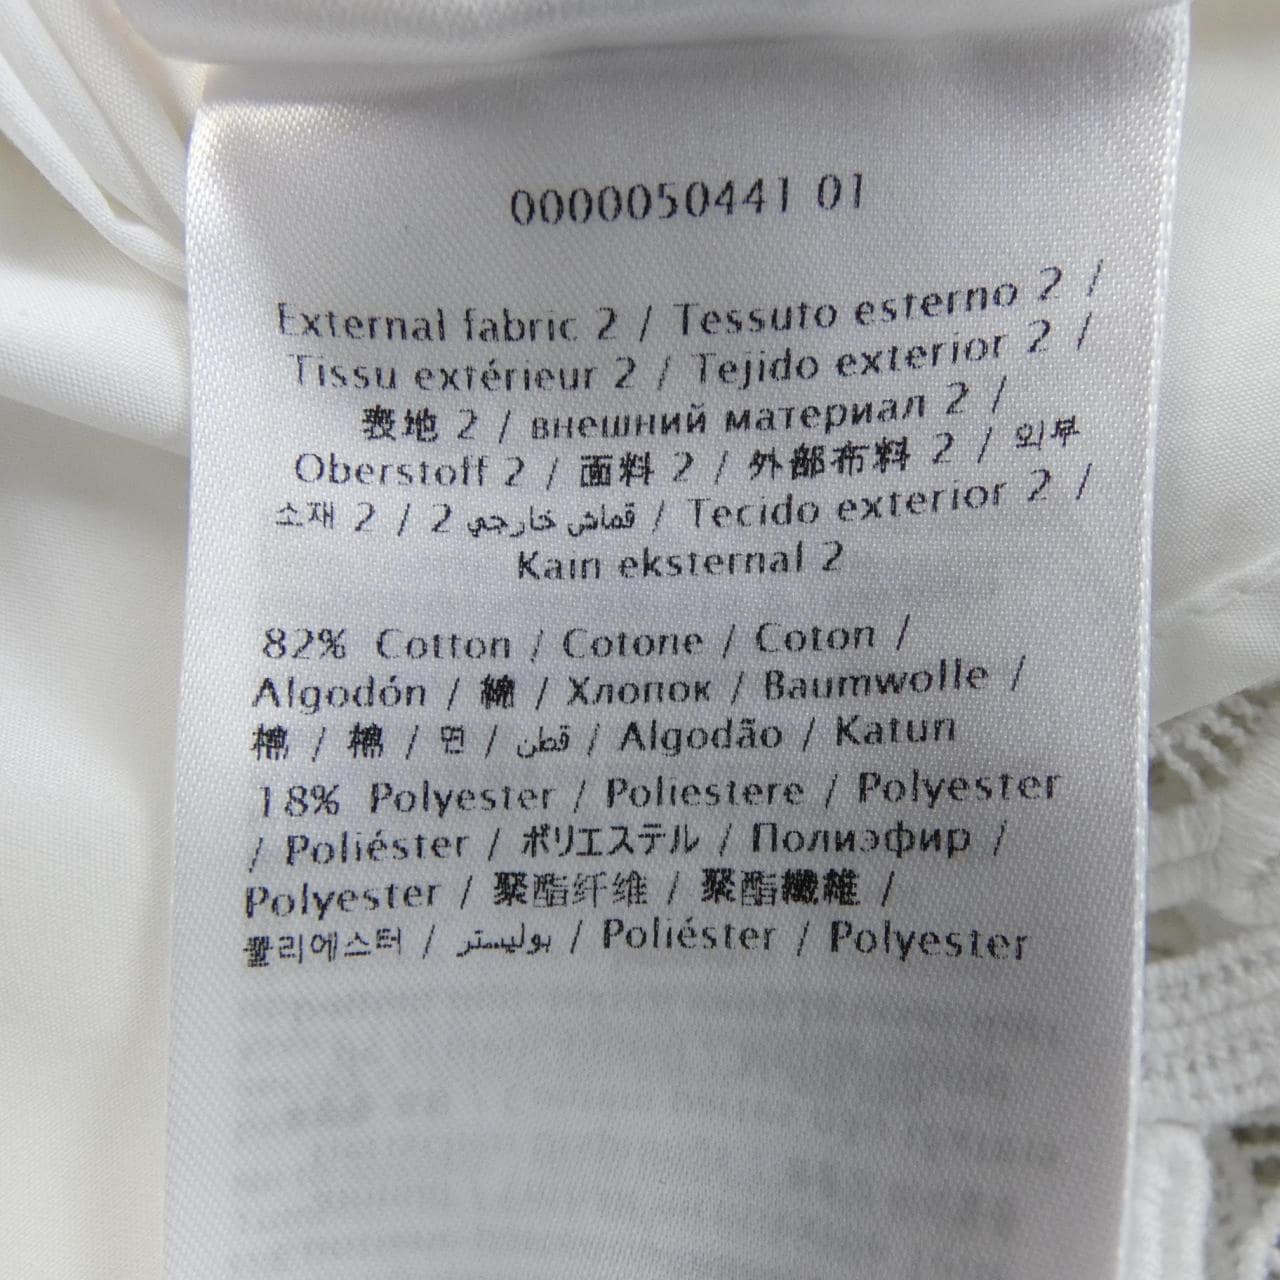 0000050441 01
External fabric 2 / Tessuto esterno 2 /
Tissu extérieur 2 / Tejido exterior 2 /
表地 2 / внешний материал 2 /
Oberstoff 2 / 面料 2 / 外部布料 2 / 외부
소재 2 / 2 قماش خارجي / Tecido exterior 2 /
Kain eksternal 2
82% Cotton / Cotone / Coton /
Algodón / 綿 / Хлопок / Baumwolle /
棉 / 棉 / 면 / قطن / Algodão / Katun
18% Polyester / Poliestere / Polyester
/ Poliéster / ポリエステル / Полиэфир /
Polyester / 聚酯纤维 / 聚酯纖維 /
폴리에스터 / بوليستر / Poliéster / Polyester